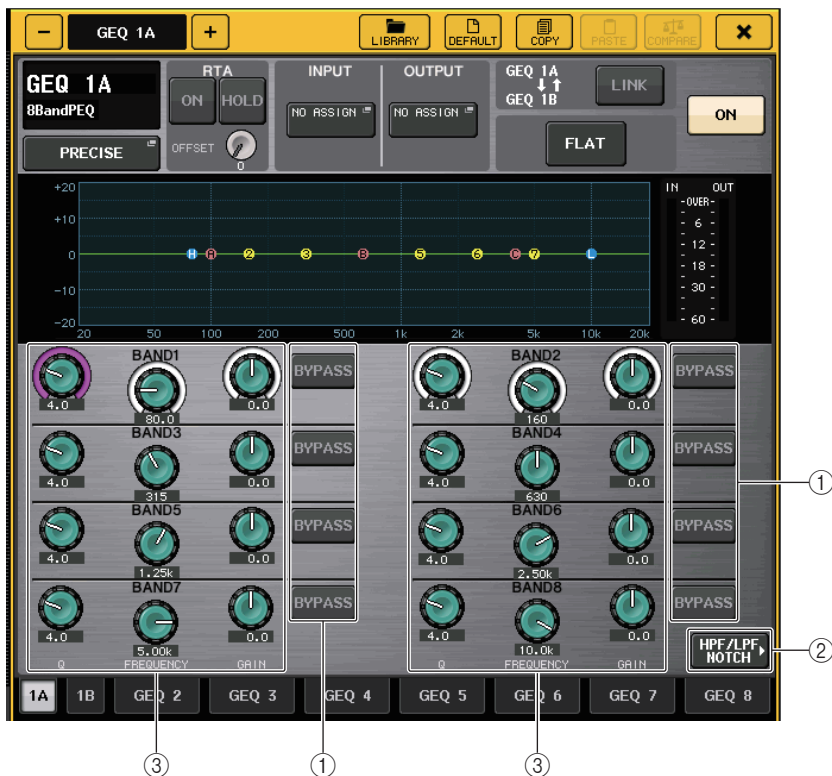 GEQ 1A
LIBRARY
DEFAULT
COPY
PASTE
COMPARE
GEQ 1A
8BandPEQ
PRECISE
RTA
ON
HOLD
OFFSET
0
INPUT
NO ASSIGN
OUTPUT
NO ASSIGN
GEQ 1A
GEQ 1B
LINK
FLAT
ON
+20
+10
0
-10
-20
20 50 100 200 500 1k 2k 5k 10k 20k
H A 2 3 B 5 6 C 7 L
IN OUT
-OVER-
- 6 -
- 12 -
- 18 -
- 30 -
- 60 -
BAND1
4.0 80.0 0.0
BYPASS
BAND2
4.0 160 0.0
BYPASS
BAND3
4.0 315 0.0
BYPASS
BAND4
4.0 630 0.0
BYPASS
BAND5
4.0 1.25k 0.0
BYPASS
BAND6
4.0 2.50k 0.0
BYPASS
BAND7
4.0 5.00k 0.0
BYPASS
BAND8
4.0 10.0k 0.0
BYPASS
Q FREQUENCY GAIN
Q FREQUENCY GAIN
HPF/LPF
NOTCH
1A 1B GEQ 2 GEQ 3 GEQ 4 GEQ 5 GEQ 6 GEQ 7 GEQ 8
①
②
③ ① ③